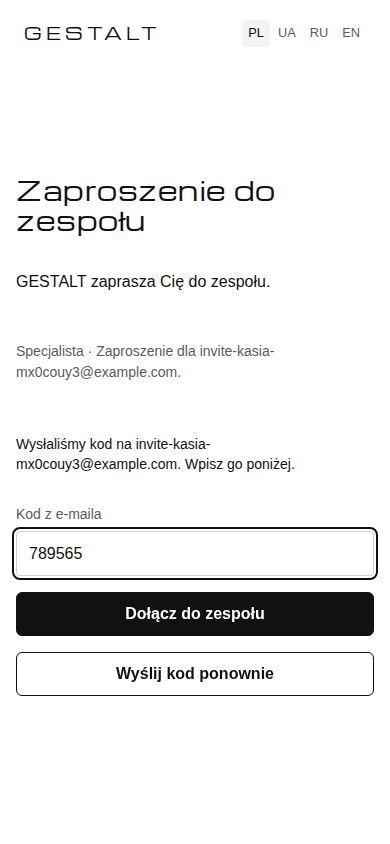 GESTALT
PL UA RU EN
Zaproszenie do
zespołu
GESTALT zaprasza Cię do zespołu.
Specjalista · Zaproszenie dla invite-kasia-
mx0couy3@example.com.
Wysłaliśmy kod na invite-kasia-
mx0couy3@example.com. Wpisz go poniżej.
Kod z e-maila
789565
Dołącz do zespołu
Wyślij kod ponownie